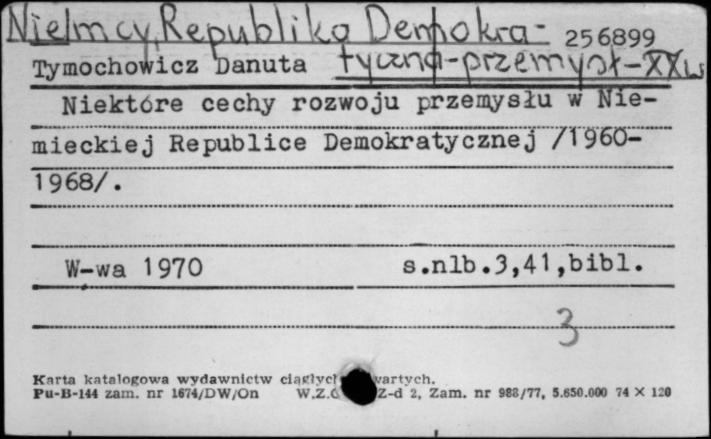 Niemcy, Republika Demokra-
256899
Tymochowicz Danuta tyczna-przemysł-XXw
Niektóre cechy rozwoju przemysłu w Nie-
mieckiej Republice Demokratycznej /1960-
1968/.
W-wa 1970 s.nlb.3,41,bibl.
3
Karta katalogowa wydawnictw ciągłych wartych.
Pu-B-144 zam. nr 1674/DW/On W.Z.G Z-d 2, Zam. nr 988/77, 5.650.000 74 X 120